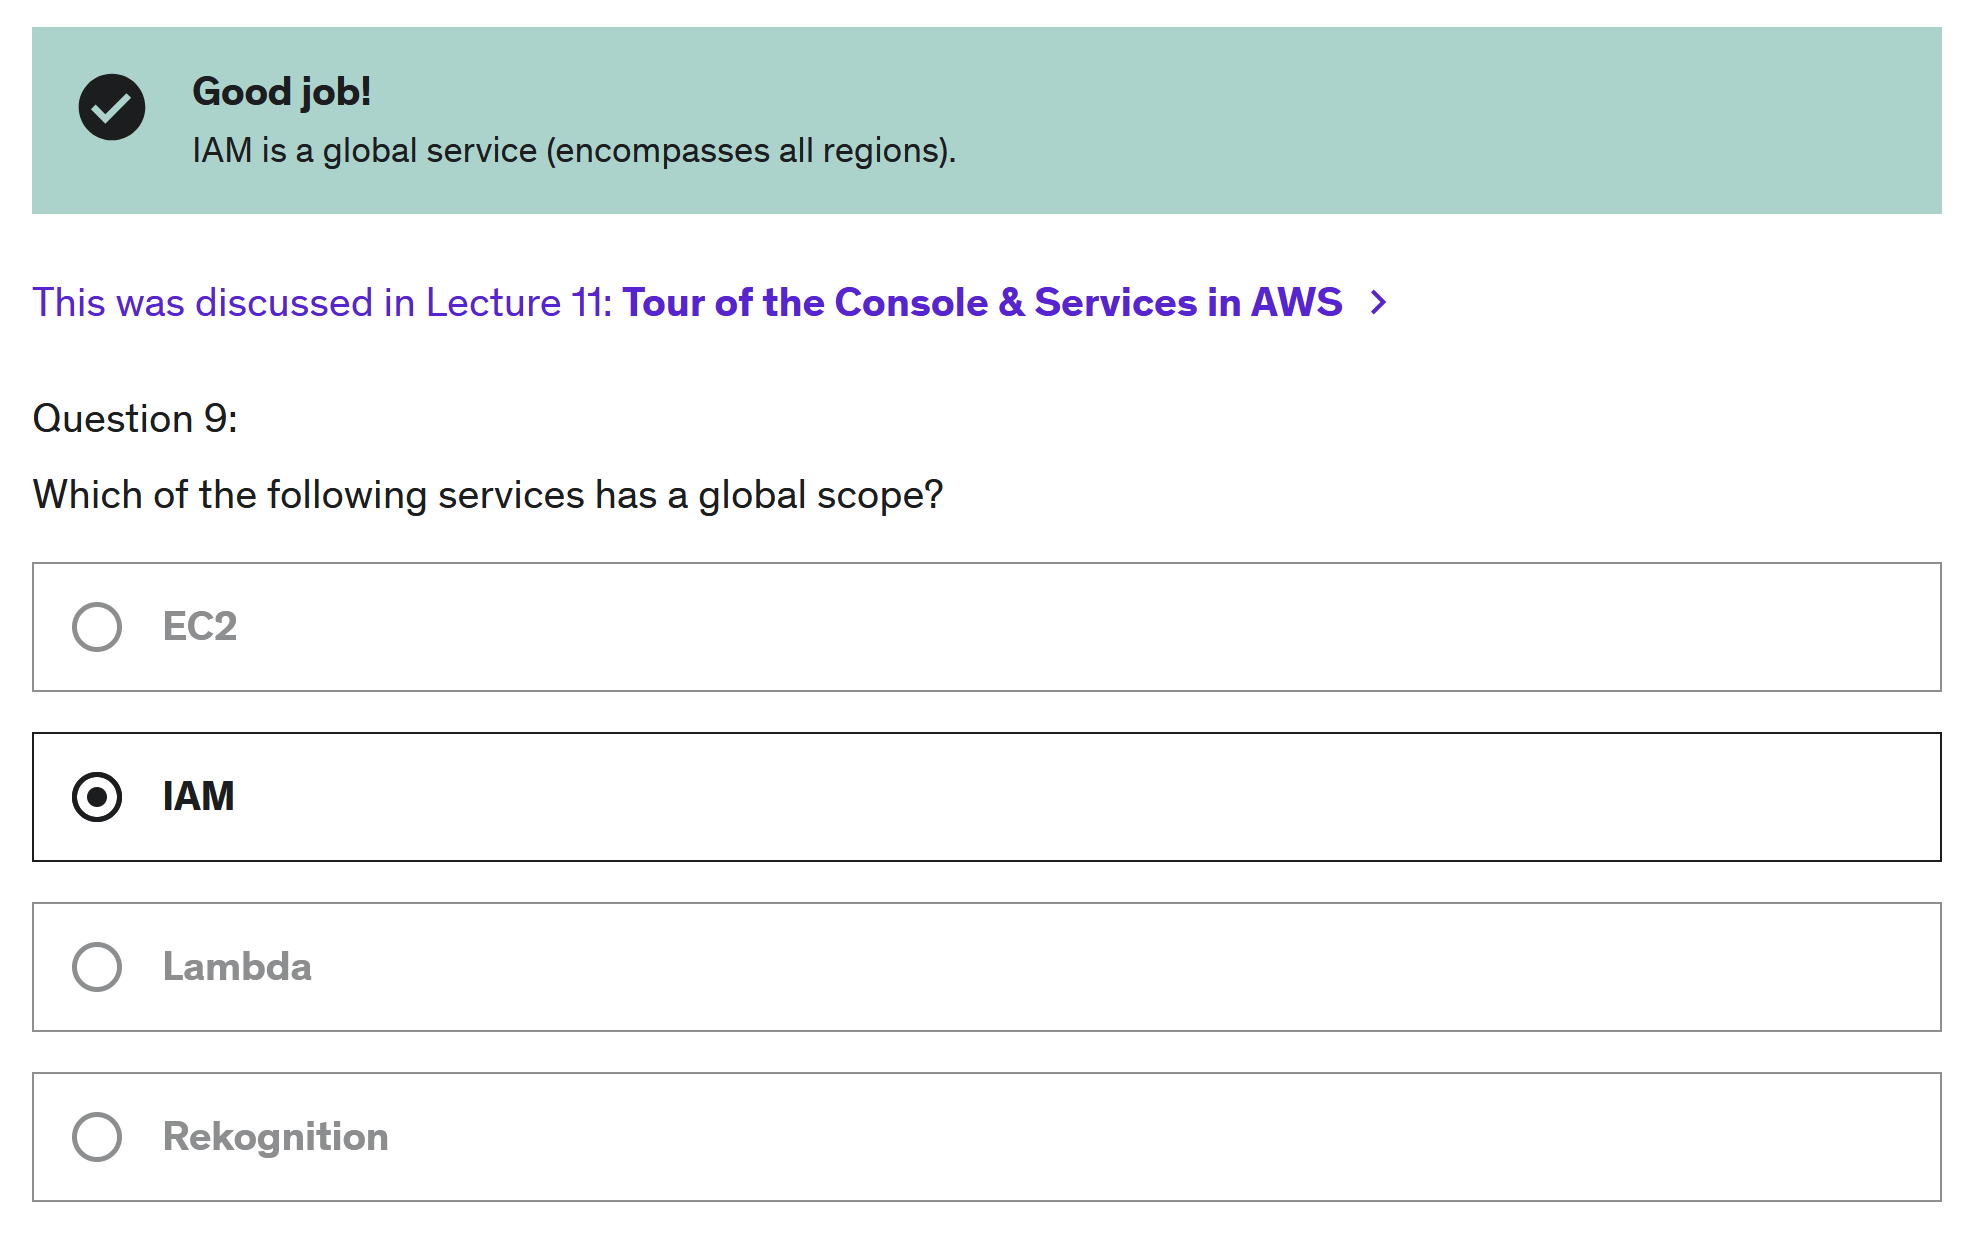 Good job!
IAM is a global service (encompasses all regions).
This was discussed in Lecture 11: Tour of the Console & Services in AWS
Question 9:
Which of the following services has a global scope?
EC2
IAM
Lambda
Rekognition